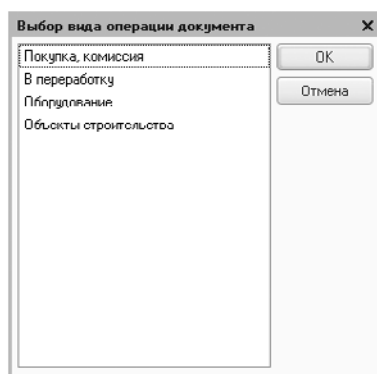 Выбор вида операции документа
Покупка, комиссия
В переработку
Оборудование
Объекты строительства
OK
Отмена